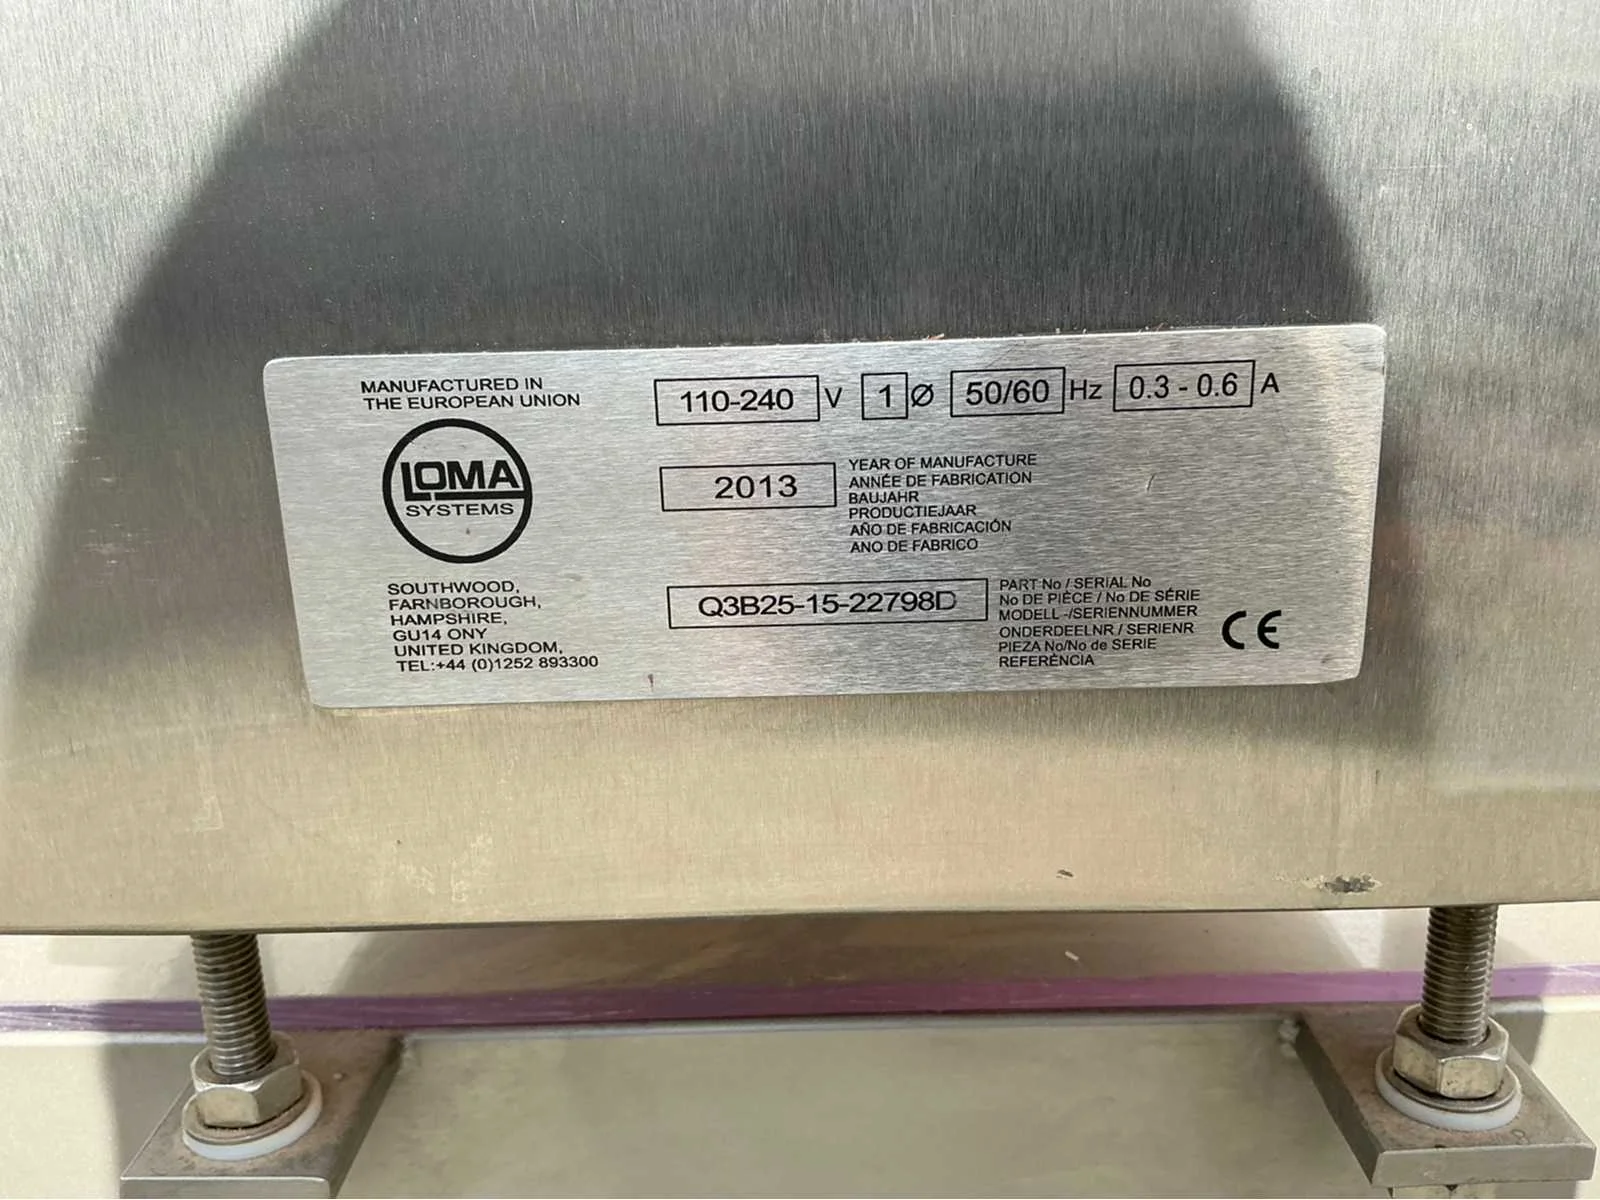 MANUFACTURED IN
THE EUROPEAN UNION
LOMA
SYSTEMS
SOUTHWOOD,
FARNBOROUGH,
HAMPSHIRE,
GU14 ONY
UNITED KINGDOM,
TEL:+44 (0)1252 893300
110-240 V 1 Ø 50/60 Hz 0.3 - 0.6 A
2013
YEAR OF MANUFACTURE
ANNÉE DE FABRICATION
BAUJAHR
PRODUCTIEJAAR
AÑO DE FABRICACIÓN
ANO DE FABRICO
Q3B25-15-22798D
PART No / SERIAL No
No DE PIÈCE / No DE SÉRIE
MODELL -/SERIENNUMMER
ONDERDEELNR / SERIENR
PIEZA No/No de SERIE
REFERÊNCIA
CE